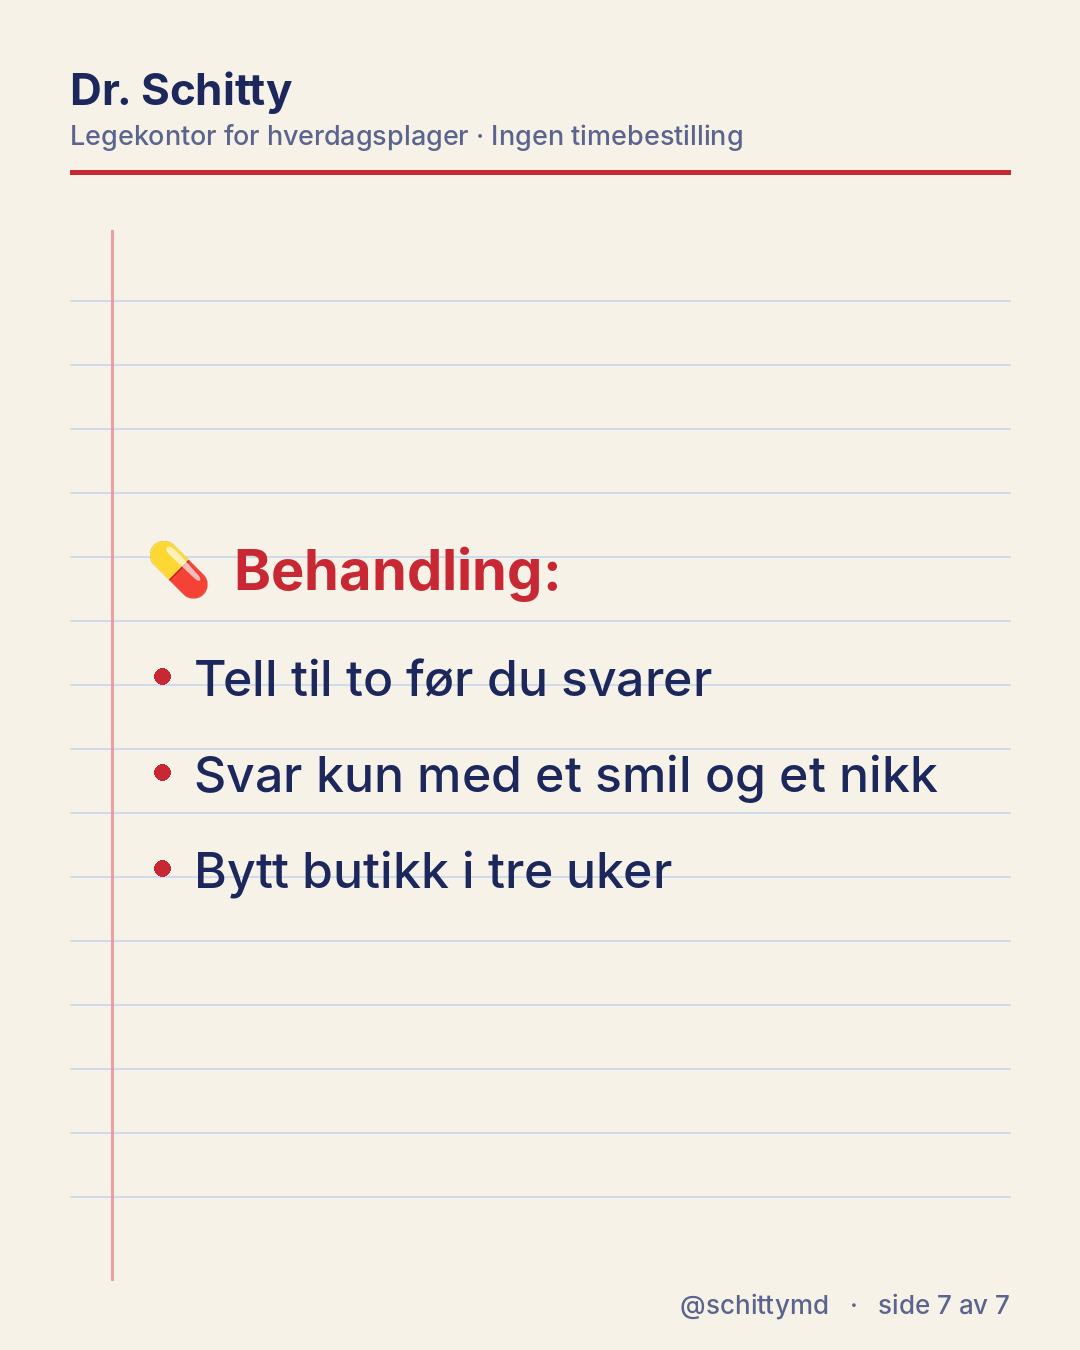 Dr. Schitty
Legekontor for hverdagsplager · Ingen timebestilling
💊 Behandling:
• Tell til to før du svarer
• Svar kun med et smil og et nikk
• Bytt butikk i tre uker
@schittymd · side 7 av 7